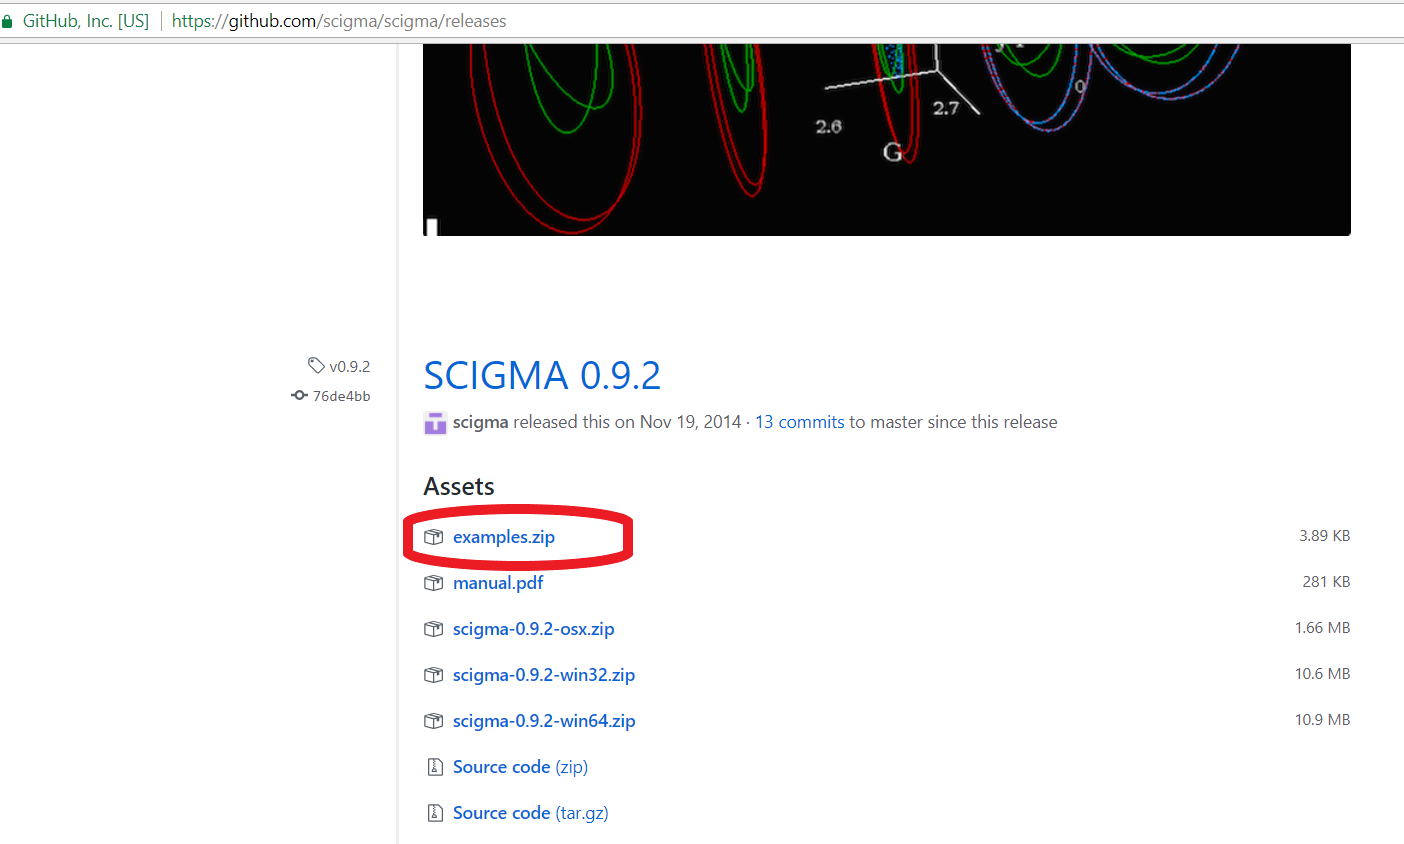 GitHub, Inc. [US] https://github.com/scigma/scigma/releases
0
2.7
2.6
G
v0.9.2
76de4bb
SCIGMA 0.9.2
scigma released this on Nov 19, 2014 · 13 commits to master since this release
Assets
examples.zip 3.89 KB
manual.pdf 281 KB
scigma-0.9.2-osx.zip 1.66 MB
scigma-0.9.2-win32.zip 10.6 MB
scigma-0.9.2-win64.zip 10.9 MB
Source code (zip)
Source code (tar.gz)